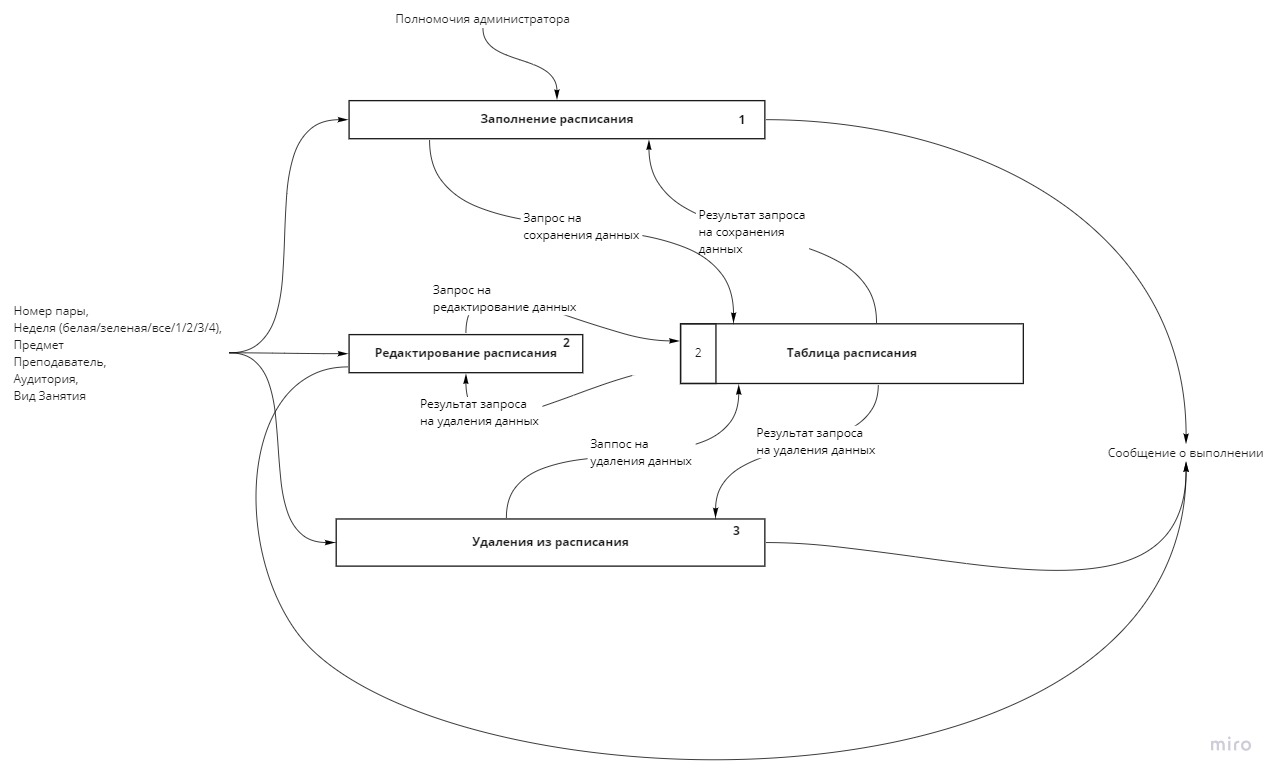 Полномочия администратора
Заполнение расписания
1
Запрос на
сохранения данных
Результат запроса
на сохранения
данных
Запрос на
редактирование данных
Номер пары,
Неделя (белая/зеленая/все/1/2/3/4),
Предмет
Преподаватель,
Аудитория,
Вид Занятия
Редактирование расписания
2
2
Таблица расписания
Результат запроса
на удаления данных
Заппос на
удаления данных
Результат запроса
на удаления данных
Сообщение о выполнении
Удаления из расписания
3
miro